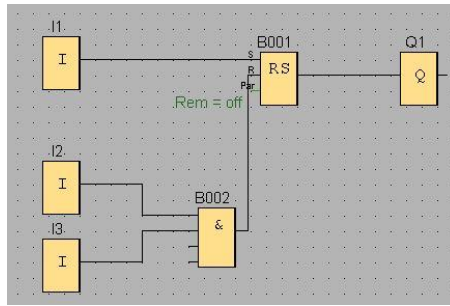 I1
I
B001
S
R
Par
RS
Q1
Q
Rem = off
I2
I
B002
&
I3
I